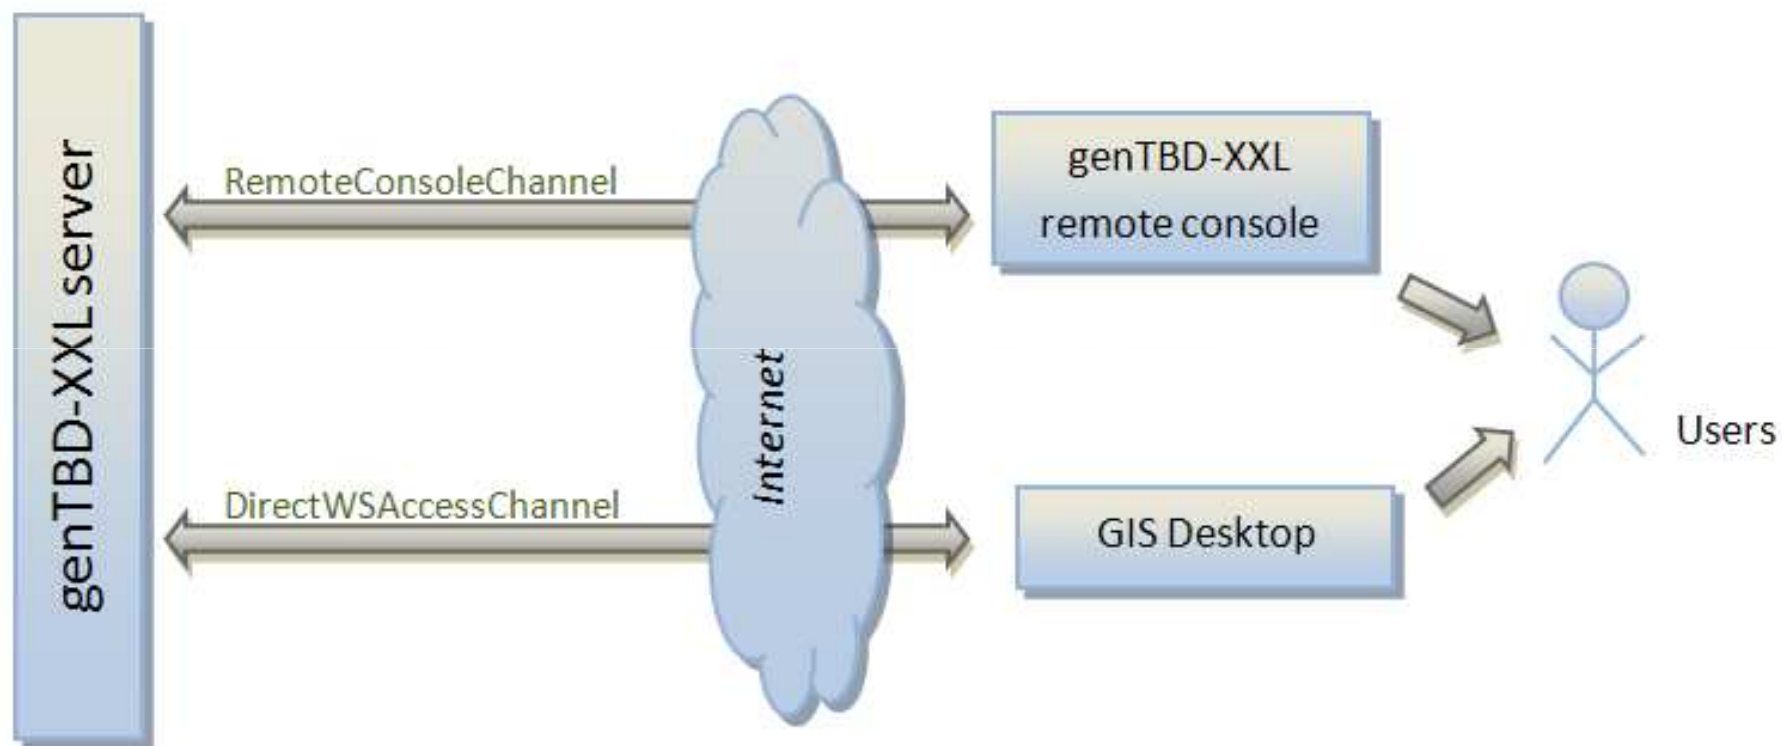 genTBD-XXL server
RemoteConsoleChannel
genTBD-XXL
remote console
Internet
Users
DirectWSAccessChannel
GIS Desktop